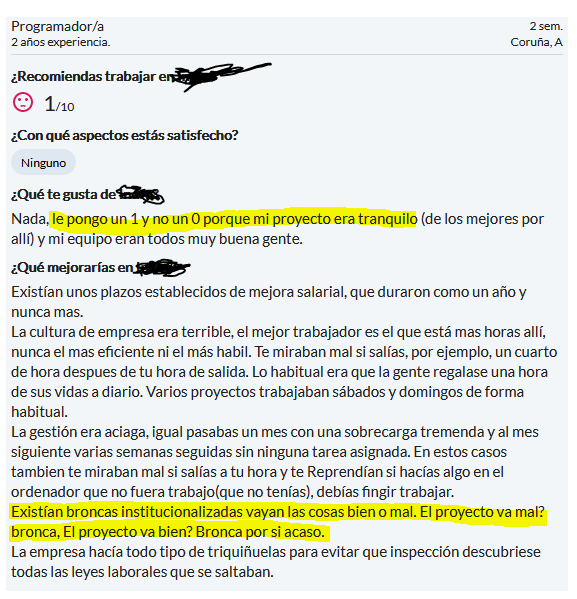 Programador/a
2 sem.
2 años experiencia.
Coruña, A
¿Recomiendas trabajar en
1/10
¿Con qué aspectos estás satisfecho?
Ninguno
¿Qué te gusta de
Nada, le pongo un 1 y no un 0 porque mi proyecto era tranquilo (de los mejores por
allí) y mi equipo eran todos muy buena gente.
¿Qué mejorarías en
Existían unos plazos establecidos de mejora salarial, que duraron como un año y
nunca mas.
La cultura de empresa era terrible, el mejor trabajador es el que está mas horas allí,
nunca el mas eficiente ni el más habil. Te miraban mal si salías, por ejemplo, un cuarto
de hora despues de tu hora de salida. Lo habitual era que la gente regalase una hora
de sus vidas a diario. Varios proyectos trabajaban sábados y domingos de forma
habitual.
La gestión era aciaga, igual pasabas un mes con una sobrecarga tremenda y al mes
siguiente varias semanas seguidas sin ninguna tarea asignada. En estos casos
tambien te miraban mal si salías a tu hora y te Reprendían si hacías algo en el
ordenador que no fuera trabajo(que no tenías), debías fingir trabajar.
Existían broncas institucionalizadas vayan las cosas bien o mal. El proyecto va mal?
bronca, El proyecto va bien? Bronca por si acaso.
La empresa hacía todo tipo de triquiñuelas para evitar que inspección descubriese
todas las leyes laborales que se saltaban.